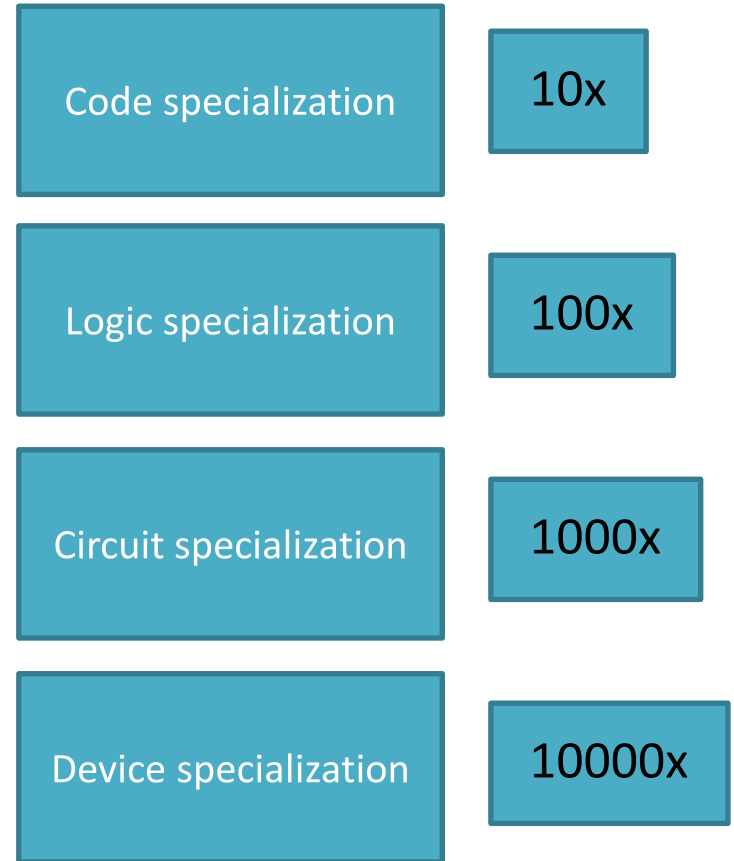 Code specialization
10x
Logic specialization
100x
Circuit specialization
1000x
Device specialization
10000x